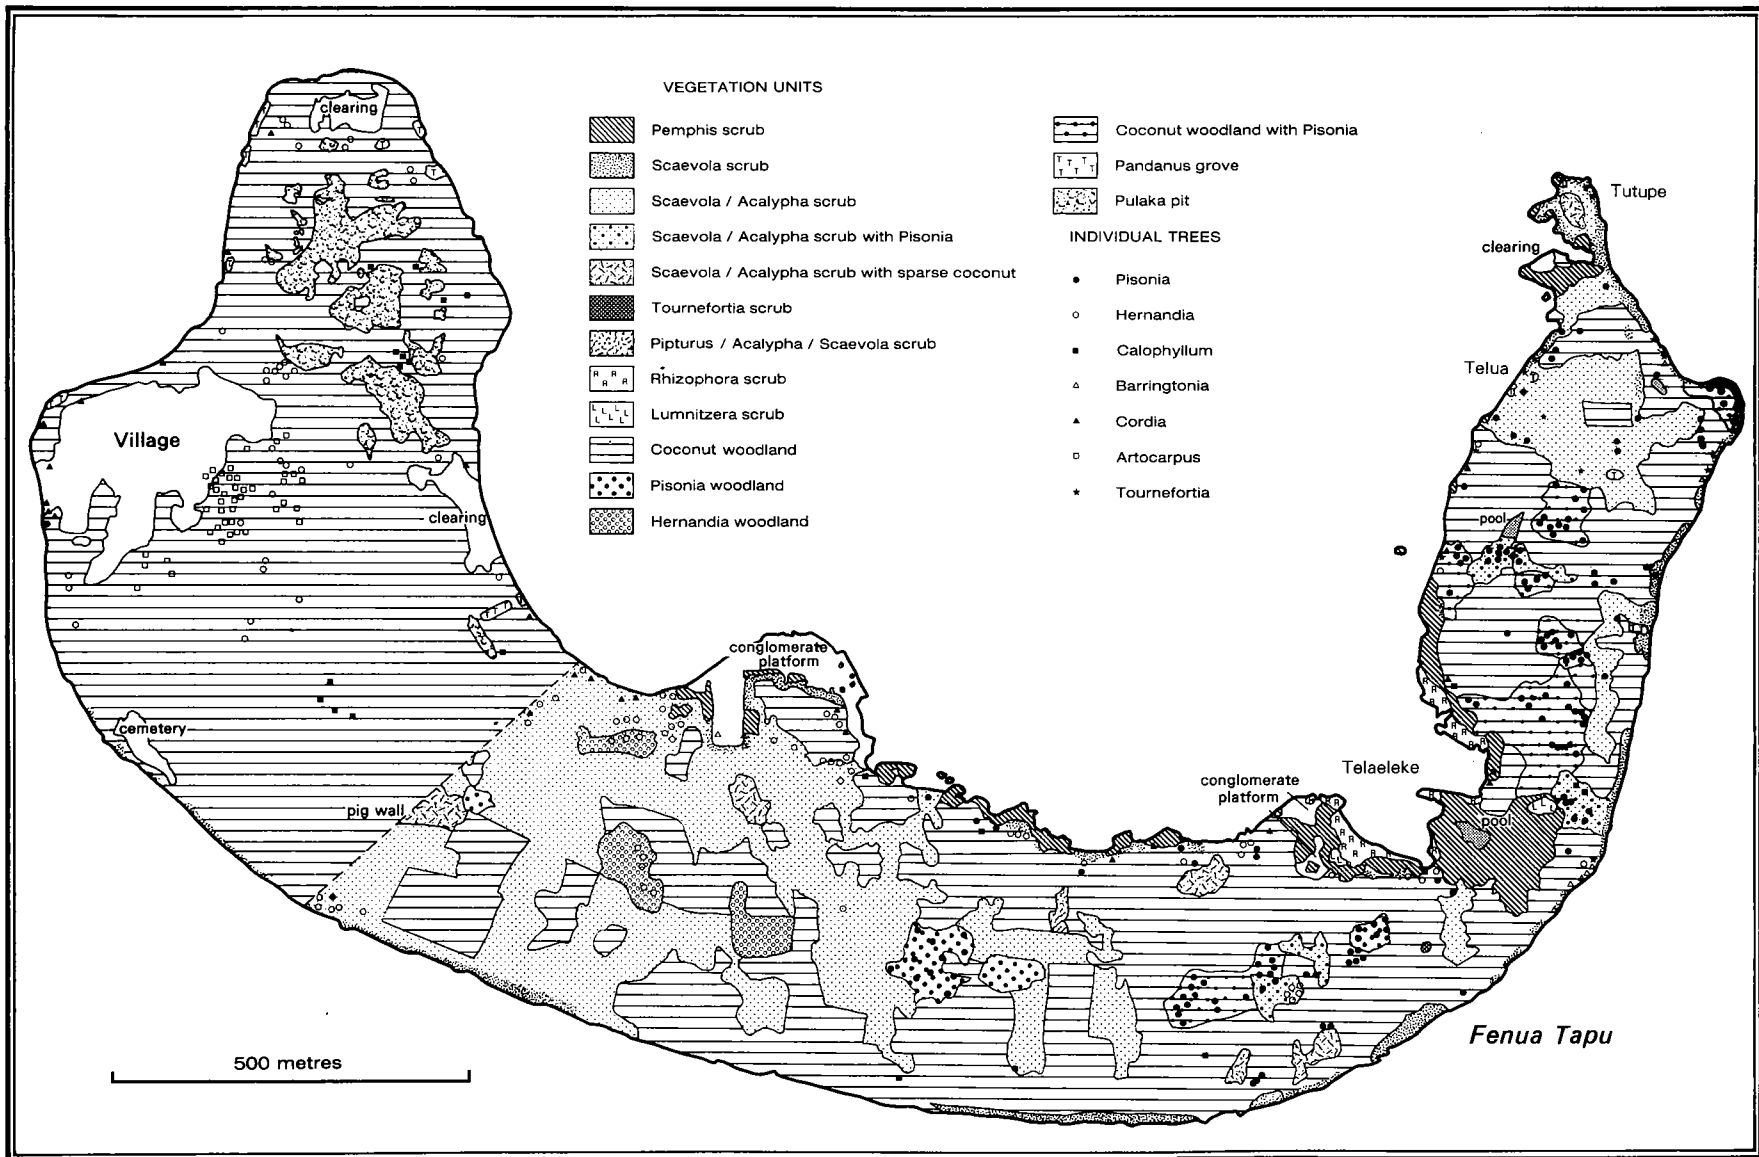 VEGETATION UNITS
Pemphis scrub
Scaevola scrub
Scaevola / Acalypha scrub
Scaevola / Acalypha scrub with Pisonia
Scaevola / Acalypha scrub with sparse coconut
Tournefortia scrub
Pipturus / Acalypha / Scaevola scrub
Rhizophora scrub
Lumnitzera scrub
Coconut woodland
Pisonia woodland
Hernandia woodland
Coconut woodland with Pisonia
Pandanus grove
Pulaka pit
INDIVIDUAL TREES
Pisonia
Hernandia
Calophyllum
Barringtonia
Cordia
Artocarpus
Tournefortia
clearing
Village
clearing
cemetery
pig wall
conglomerate
platform
Tutupe
clearing
Telua
pool
Telaeleke
conglomerate
platform
pool
Fenua Tapu
500 metres